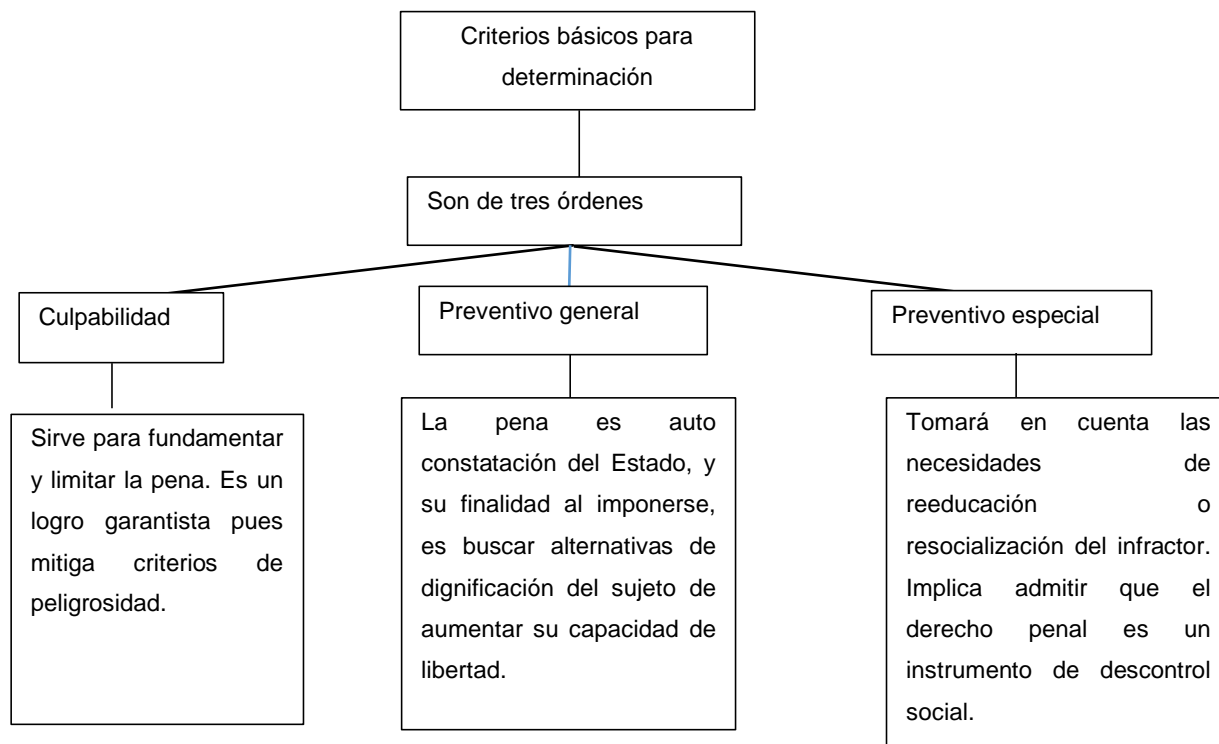 Criterios básicos para
determinación
Son de tres órdenes
Culpabilidad
Preventivo general
Preventivo especial
Sirve para fundamentar
y limitar la pena. Es un
logro garantista pues
mitiga criterios de
peligrosidad.
La pena es auto
constatación del Estado, y
su finalidad al imponerse,
es buscar alternativas de
dignificación del sujeto de
aumentar su capacidad de
libertad.
Tomará en cuenta las
necesidades de
reeducación o
resocialización del infractor.
Implica admitir que el
derecho penal es un
instrumento de descontrol
social.